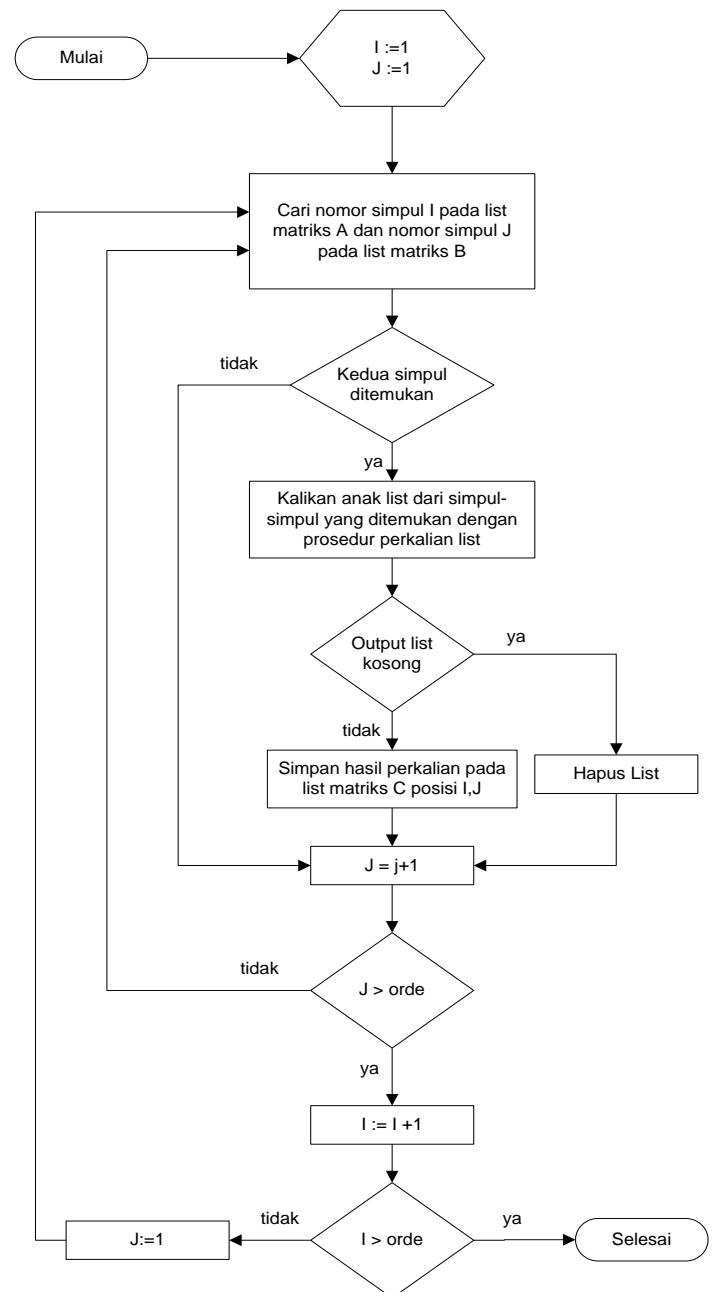 Mulai
I :=1
J :=1
Cari nomor simpul I pada list
matriks A dan nomor simpul J
pada list matriks B
tidak
Kedua simpul
ditemukan
ya
Kalikan anak list dari simpul-
simpul yang ditemukan dengan
prosedur perkalian list
Output list
kosong
ya
tidak
Simpan hasil perkalian pada
list matriks C posisi I,J
Hapus List
J = j+1
tidak
J > orde
ya
I := I +1
J:=1
tidak
I > orde
ya
Selesai